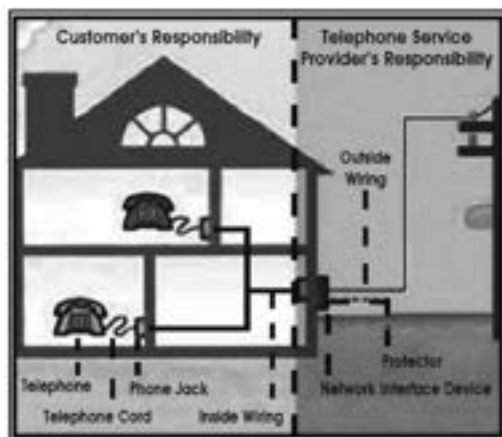 Customer's Responsibility
Telephone Service
Provider's Responsibility
Outside
Wiring
Protector
Telephone
Phone Jack
Network Interface Device
Telephone Cord
Inside Wiring